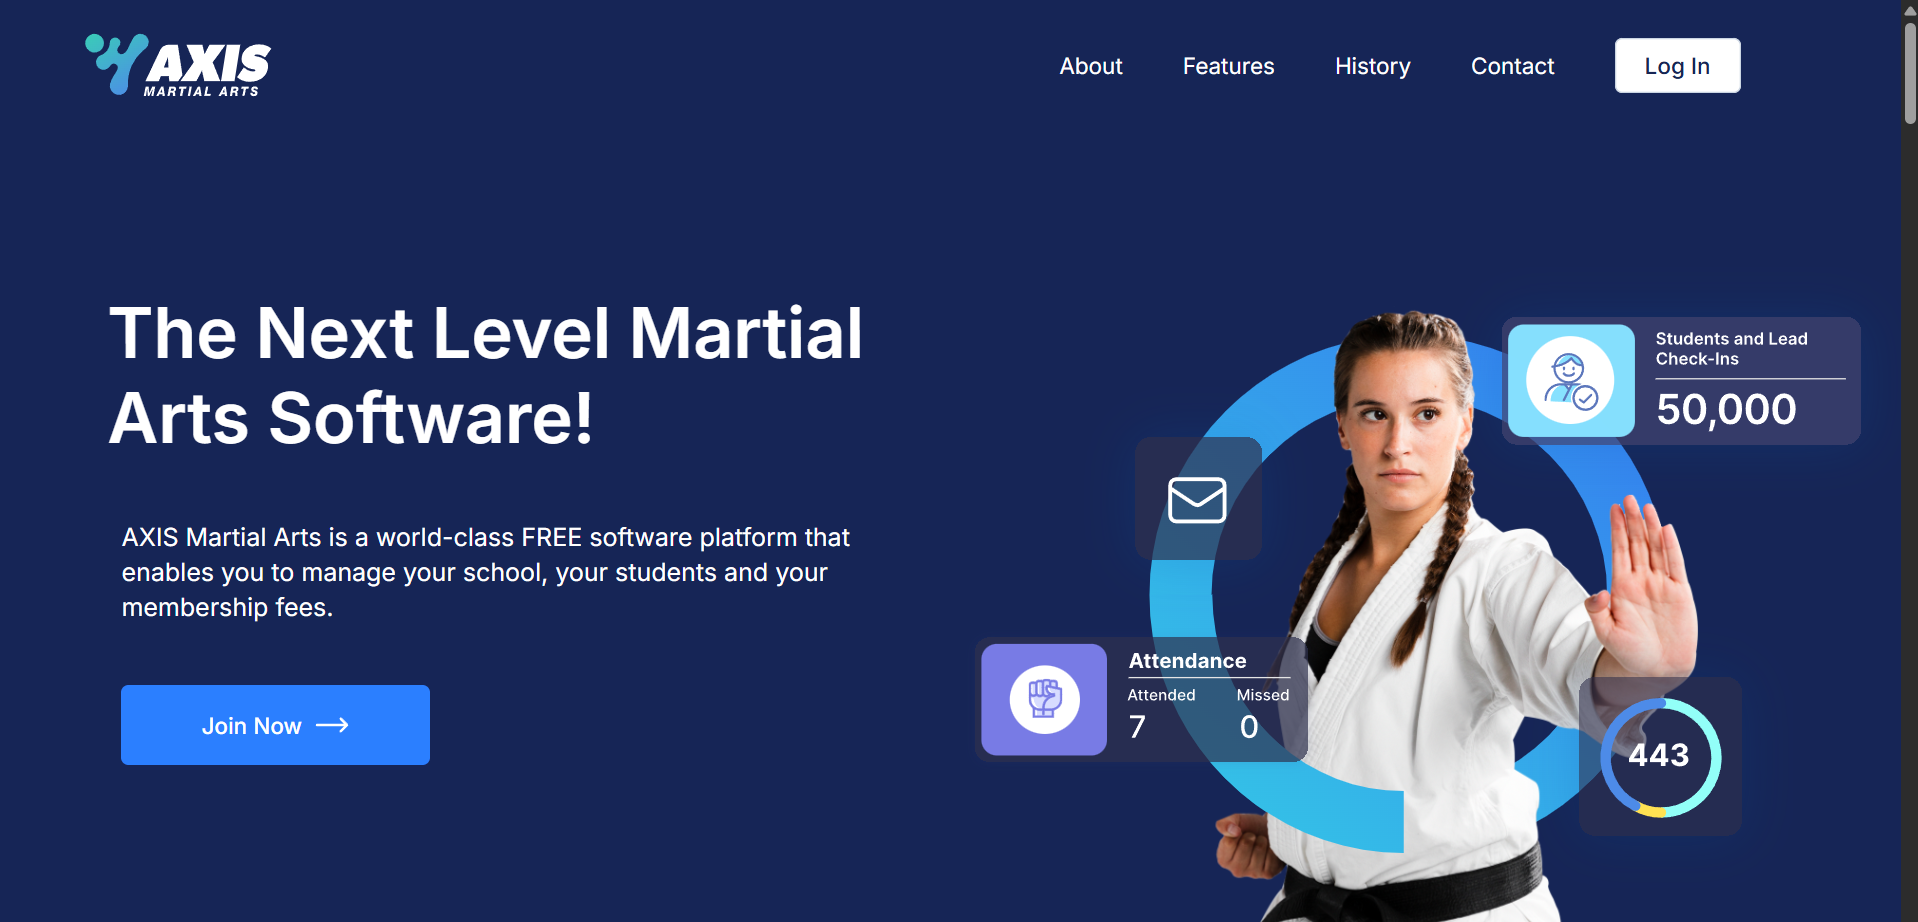 AXIS
MARTIAL ARTS
About
Features
History
Contact
Log In
The Next Level Martial
Arts Software!
AXIS Martial Arts is a world-class FREE software platform that
enables you to manage your school, your students and your
membership fees.
Join Now
Students and Lead
Check-Ins
50,000
Attendance
Attended Missed
7 0
443